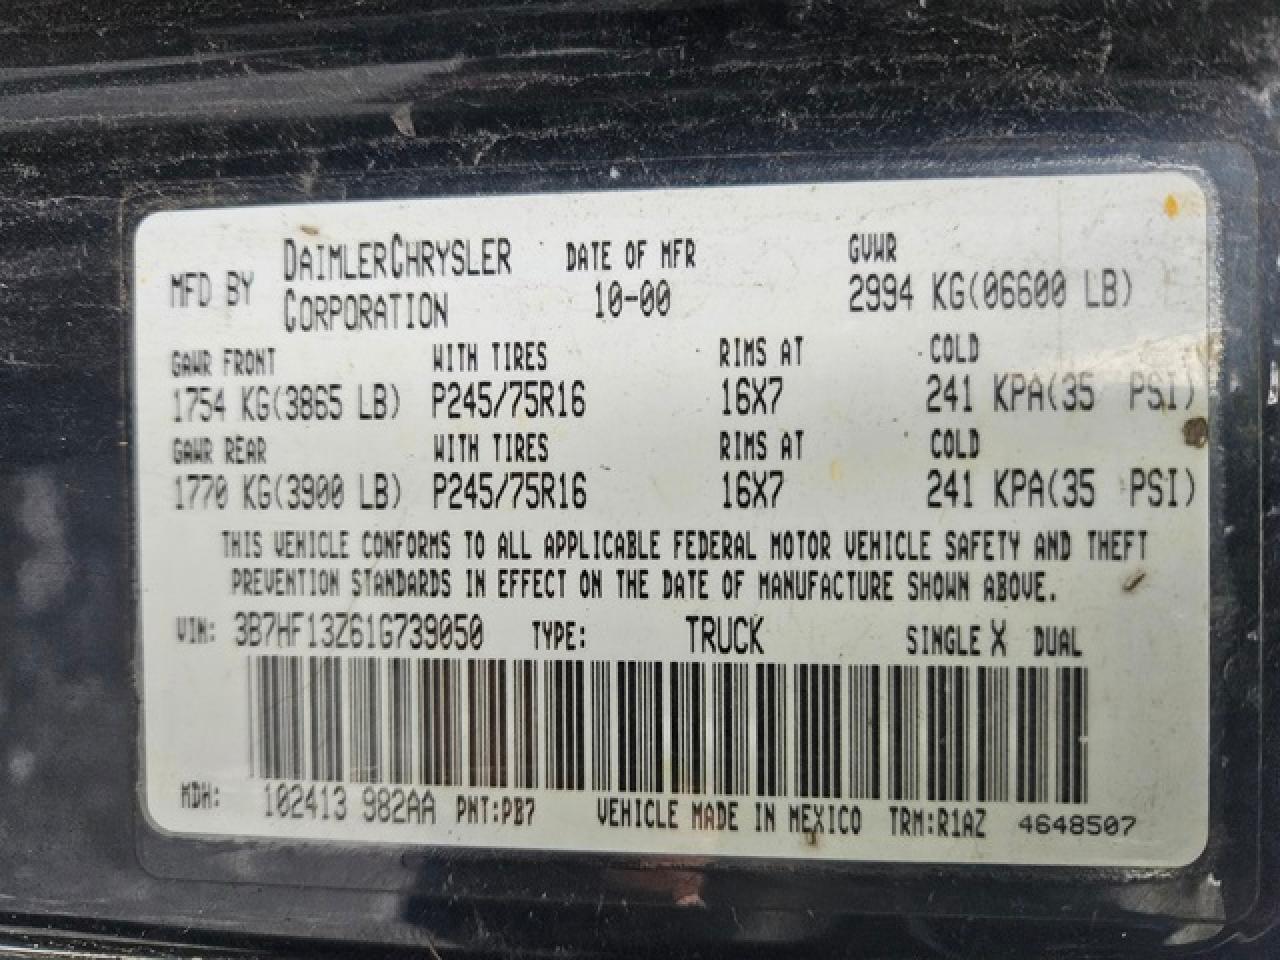 MFD BY DAIMLERCHRYSLER CORPORATION DATE OF MFR 10-00 GVWR 2994 KG(06600 LB)
GAWR FRONT WITH TIRES RIMS AT COLD
1754 KG(3865 LB) P245/75R16 16X7 241 KPA(35 PSI)
GAWR REAR WITH TIRES RIMS AT COLD
1770 KG(3900 LB) P245/75R16 16X7 241 KPA(35 PSI)
THIS VEHICLE CONFORMS TO ALL APPLICABLE FEDERAL MOTOR VEHICLE SAFETY AND THEFT
PREVENTION STANDARDS IN EFFECT ON THE DATE OF MANUFACTURE SHOWN ABOVE.
VIN: 3B7HF13Z61G739050 TYPE: TRUCK SINGLE X DUAL
MDH: 102413 982AA PNT:PB7 VEHICLE MADE IN MEXICO TRM:R1AZ 4648507